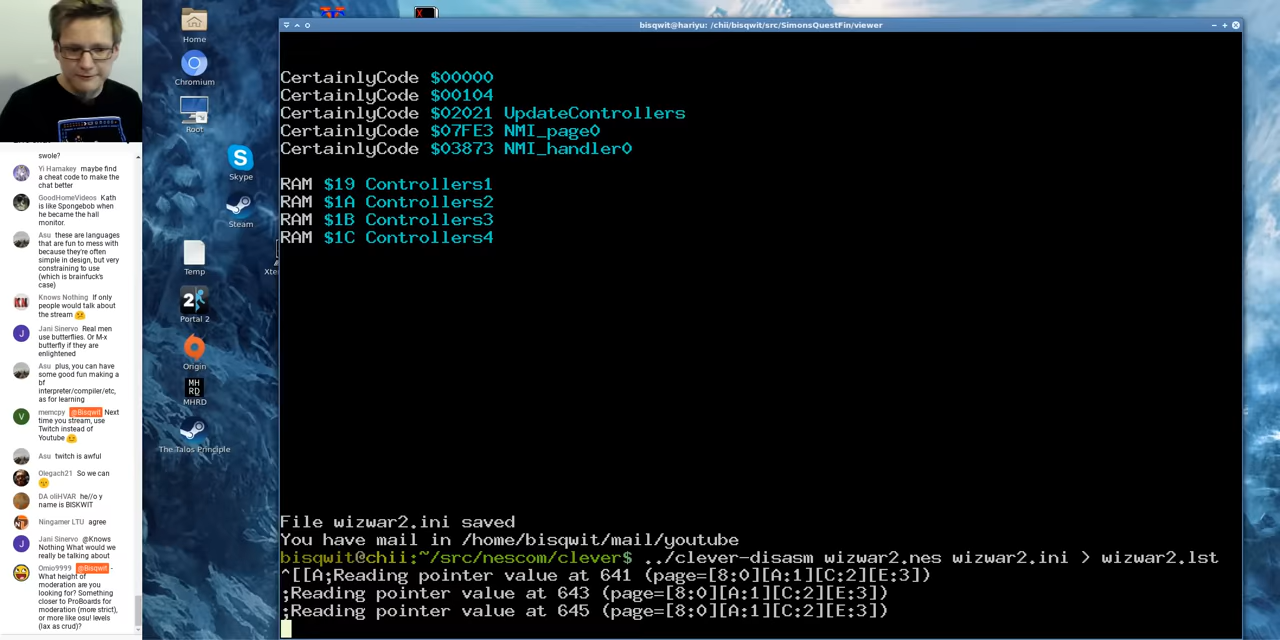 bisqwit@hariyu: /chii/bisqwit/src/SimonsQuestFin/viewer
CertainlyCode $00000
CertainlyCode $00104
CertainlyCode $02021 UpdateControllers
CertainlyCode $07FE3 NMI_page0
CertainlyCode $03873 NMI_handler0
RAM $19 Controllers1
RAM $1A Controllers2
RAM $1B Controllers3
RAM $1C Controllers4
File wizwar2.ini saved
You have mail in /home/bisqwit/mail/youtube
bisqwit@chii:~/src/nescom/clever$ ../clever-disasm wizwar2.nes wizwar2.ini > wizwar2.lst
^[[A;Reading pointer value at 641 (page=[8:0][A:1][C:2][E:3])
;Reading pointer value at 643 (page=[8:0][A:1][C:2][E:3])
;Reading pointer value at 645 (page=[8:0][A:1][C:2][E:3])
Home
Chromium
Root
Skype
Steam
Temp
Portal 2
Origin
MH
RD
MHRD
The Talos Principle
swole?
Yi Harnakey maybe find
a cheat code to make the
chat better
GoodHomeVideos Kath
is like Spongebob when
he became the hall
monitor.
Asu these are languages
that are fun to mess with
because they're often
simple in design, but very
constraining to use
(which is brainfuck's
case)
Knows Nothing If only
people would talk about
the stream
Jani Sinervo Real men
use butterflies. Or M-x
butterfly if they are
enlightened
Asu plus, you can have
some good fun making a
bf
interpreter/compiler/etc,
as for learning
memcpy @Bisqwit Next
time you stream, use
Twitch instead of
Youtube
Asu twitch is awful
Olegach21 So we can
DA oliHVAR he//o y
name is BISKWIT
Ningamer LTU agree
Jani Sinervo @Knows
Nothing What would we
really be talking about
Omio9999 @Bisqwit -
What height of
moderation are you
looking for? Something
closer to ProBoards for
moderation (more strict),
or more like osu! levels
(lax as crud)?